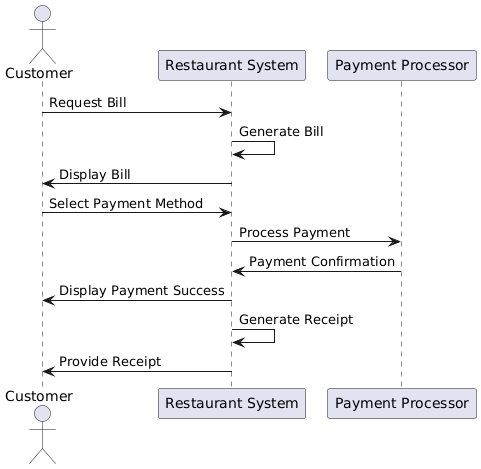 Customer
Restaurant System
Payment Processor
Request Bill
Generate Bill
Display Bill
Select Payment Method
Process Payment
Payment Confirmation
Display Payment Success
Generate Receipt
Provide Receipt
Customer
Restaurant System
Payment Processor